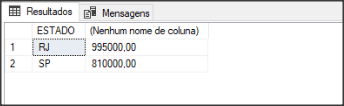 Resultados Mensagens
ESTADO (Nenhum nome de coluna)
1 RJ 995000,00
2 SP 810000,00